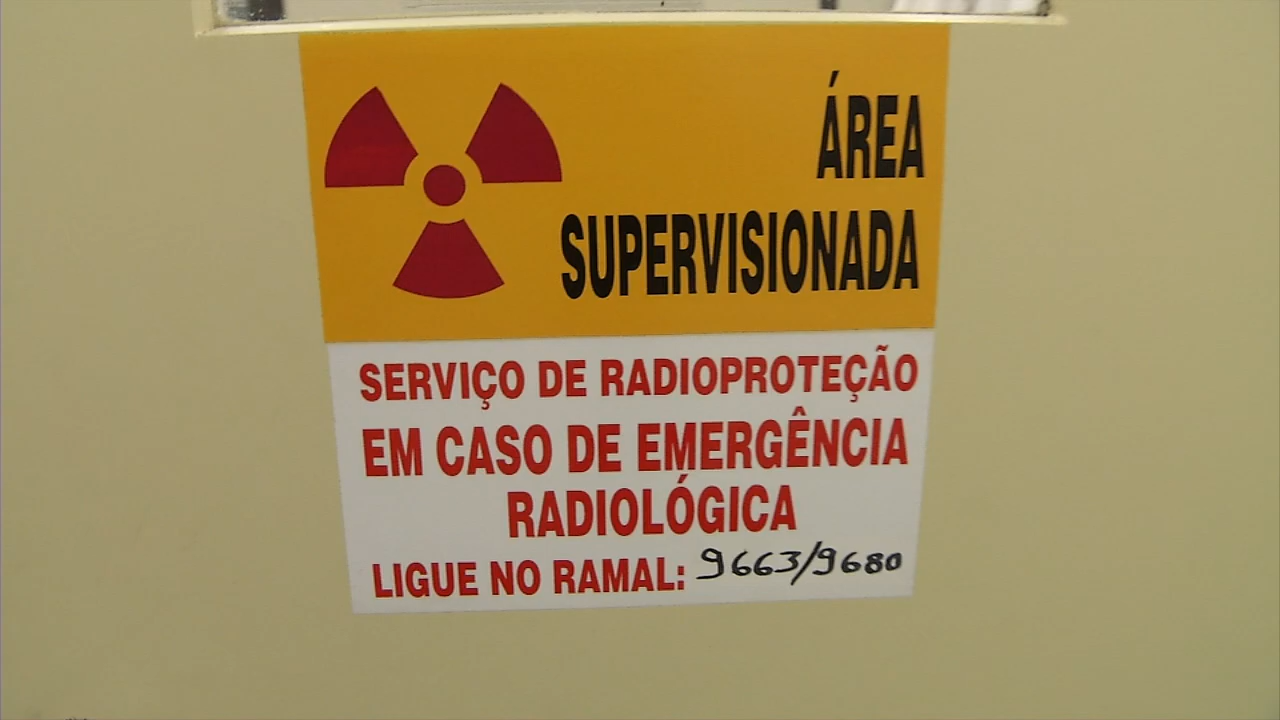 ÁREA
SUPERVISIONADA
SERVIÇO DE RADIOPROTEÇÃO
EM CASO DE EMERGÊNCIA
RADIOLÓGICA
LIGUE NO RAMAL: 9663/9680